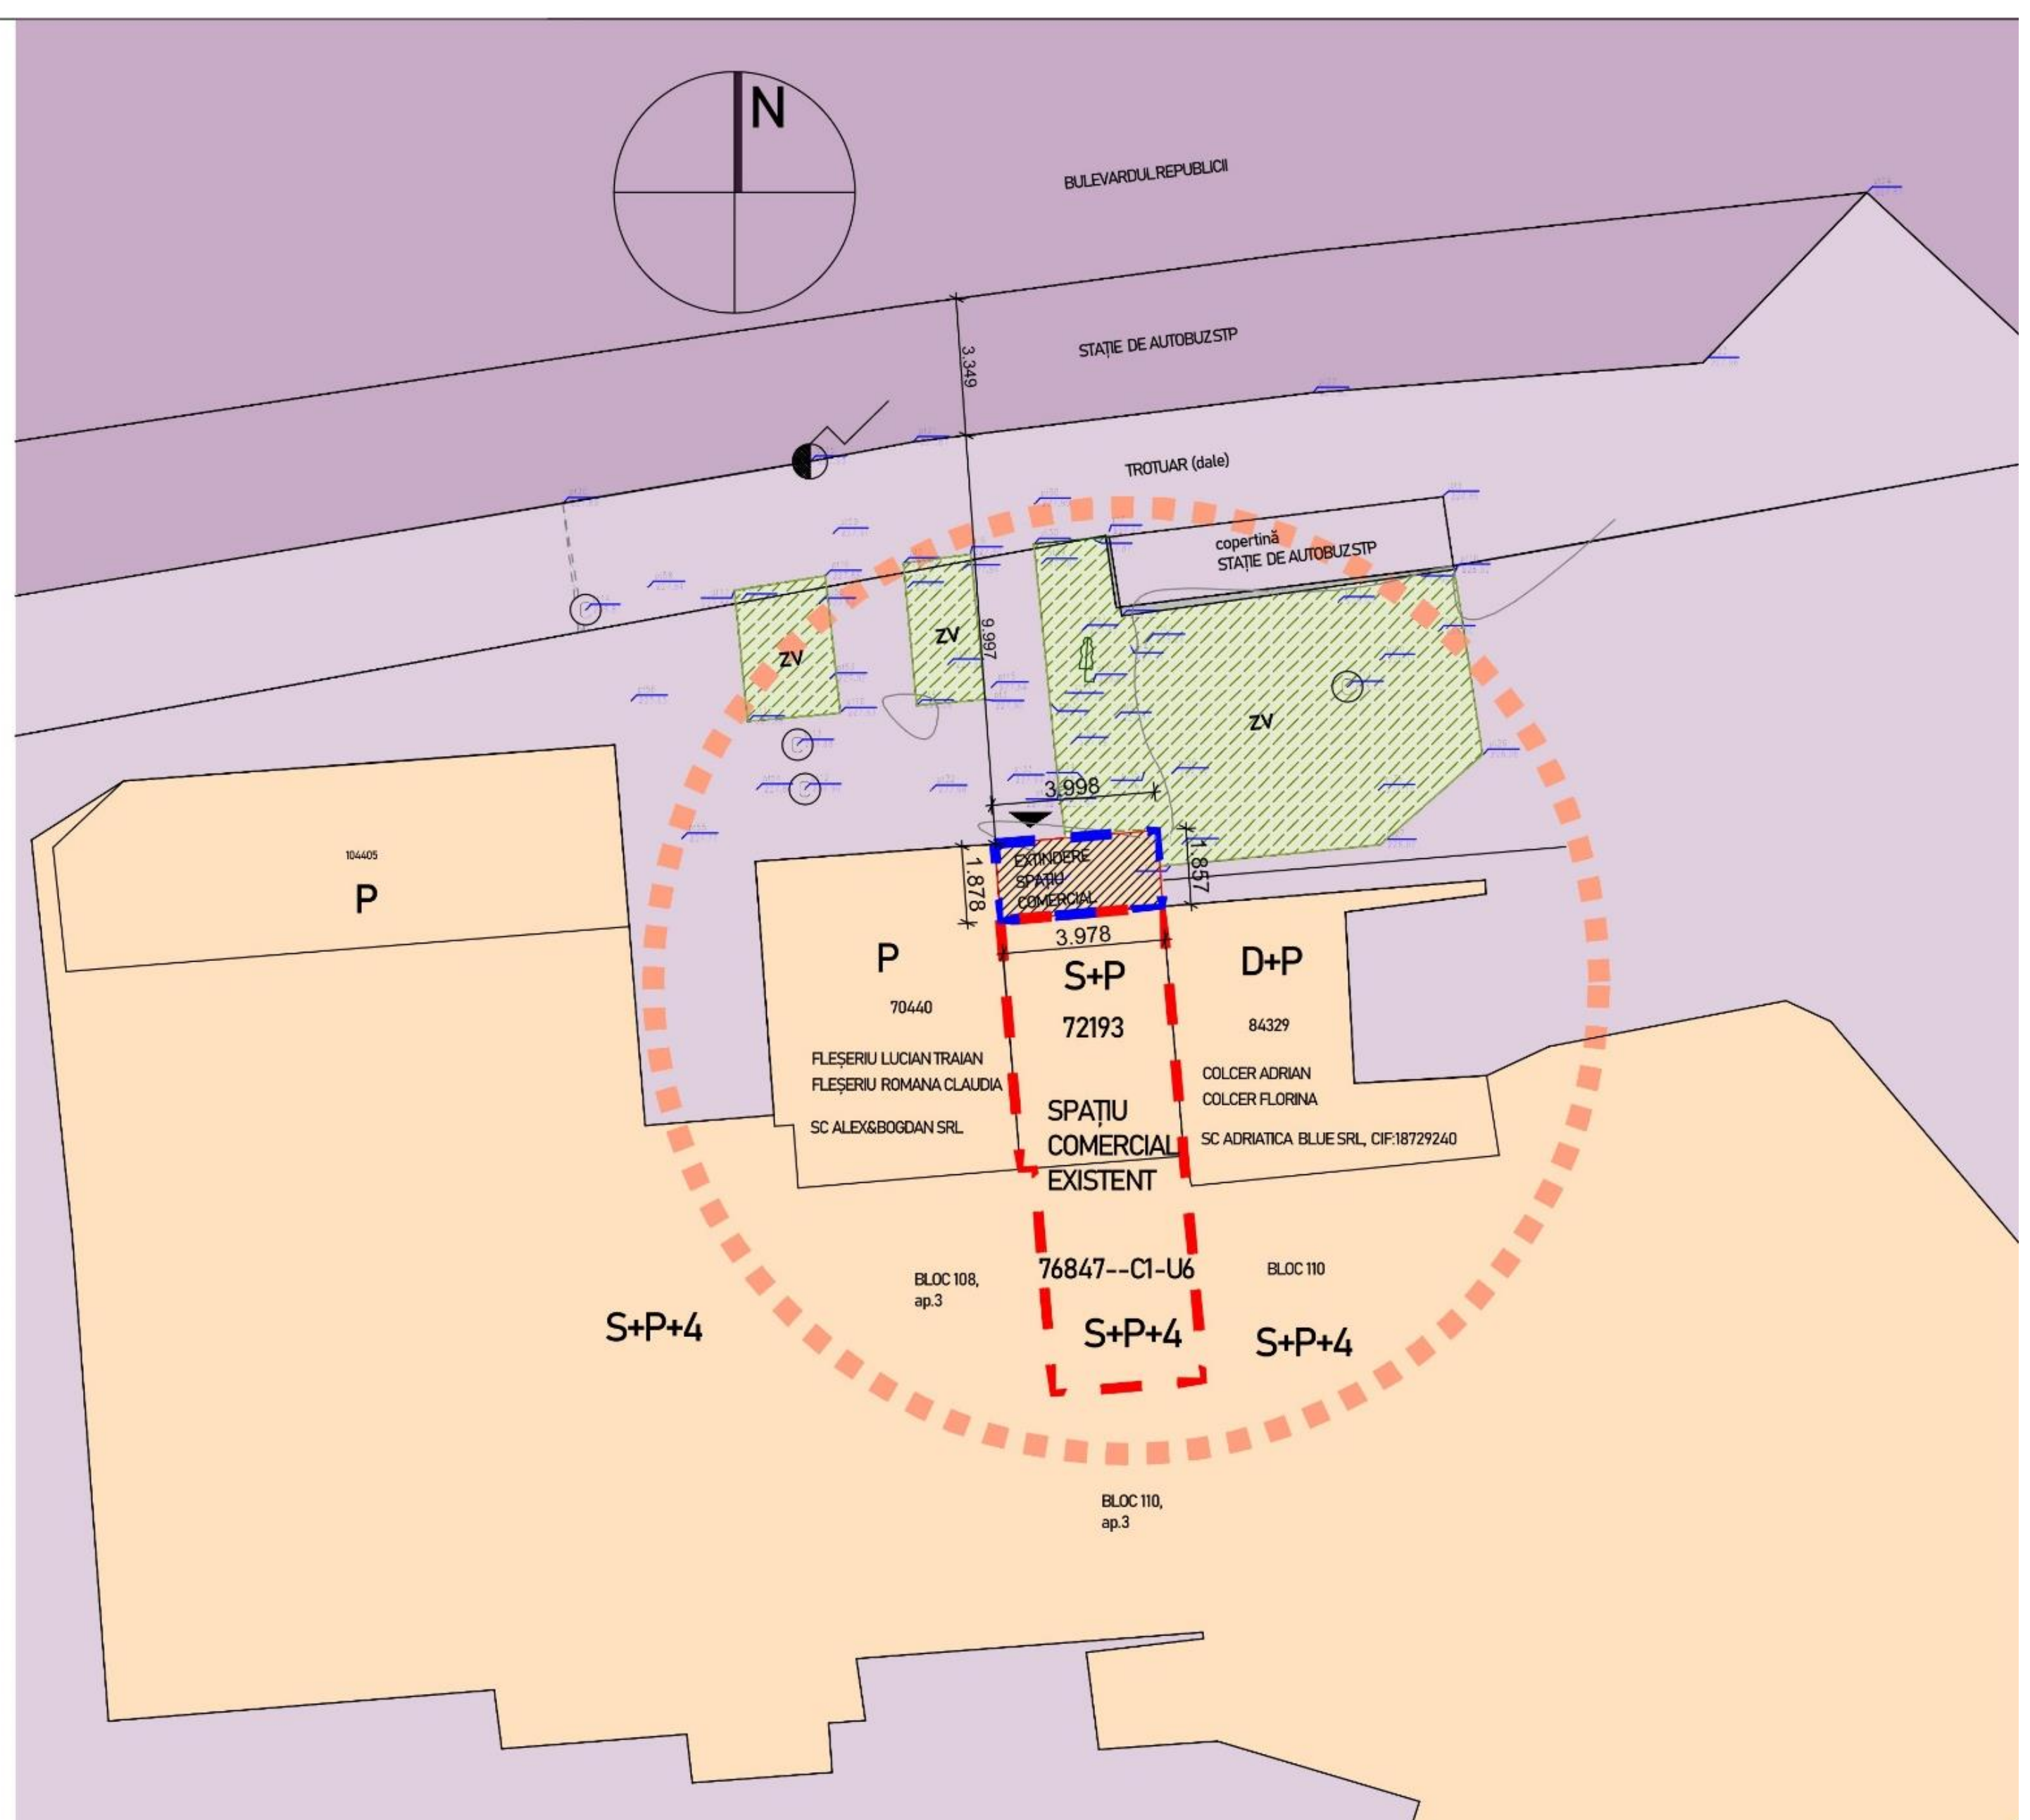 N
BULEVARDUL REPUBLICII
STAȚIE DE AUTOBUZ STP
3.349
TROTUAR (dale)
copertină
STAȚIE DE AUTOBUZ STP
9.997
ZV
ZV
ZV
3.998
EXTINDERE
SPAȚIU
COMERCIAL
1.878
1.857
3.978
104405
P
P
70440
FLEȘERIU LUCIAN TRAIAN
FLEȘERIU ROMANA CLAUDIA
SC ALEX&BOGDAN SRL
S+P
72193
SPAȚIU
COMERCIAL
EXISTENT
D+P
84329
COLCER ADRIAN
COLCER FLORINA
SC ADRIATICA BLUE SRL, CIF:18729240
76847--C1-U6
S+P+4
BLOC 108,
ap.3
BLOC 110
S+P+4
S+P+4
BLOC 110,
ap.3